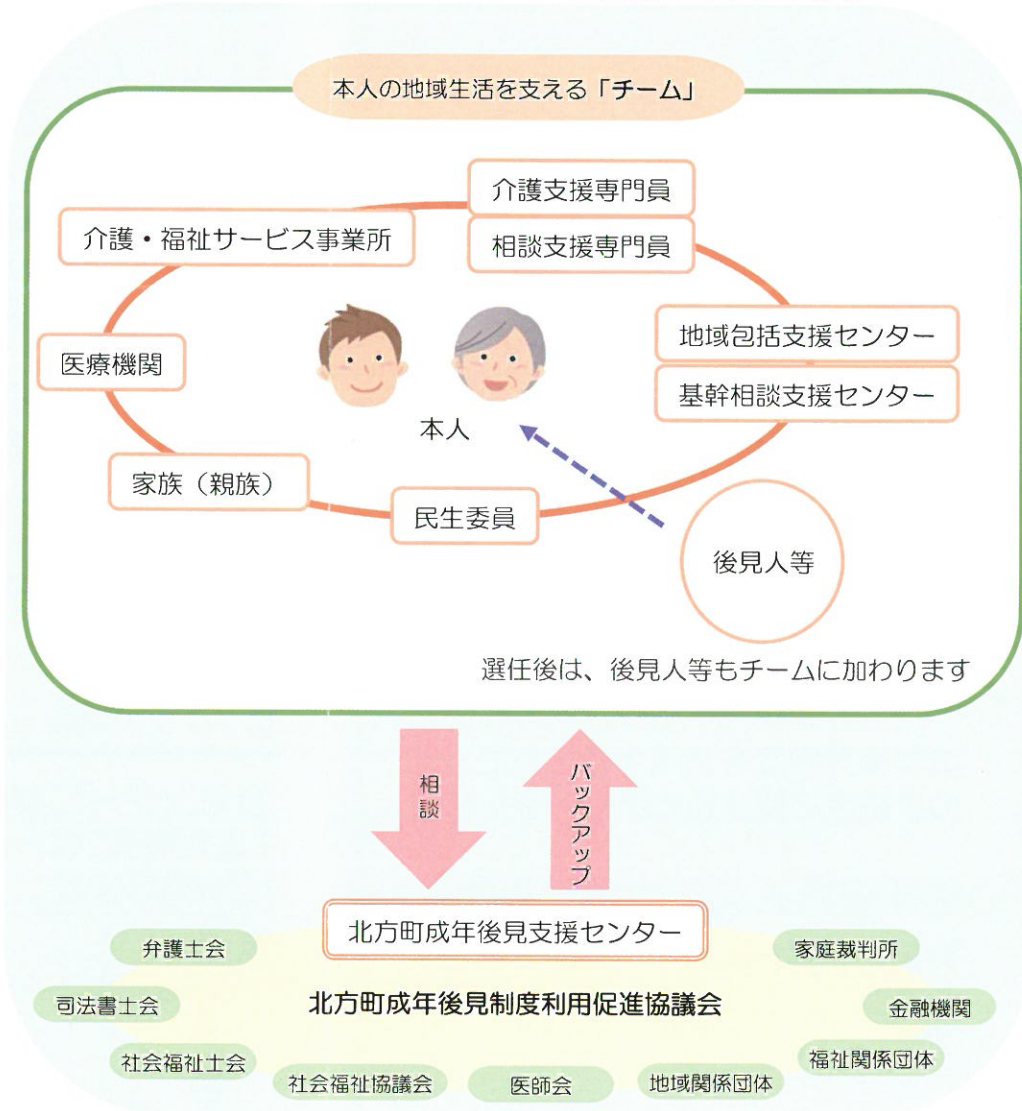 本人の地域生活を支える「チーム」
介護支援専門員
介護・福祉サービス事業所
相談支援専門員
地域包括支援センター
医療機関
基幹相談支援センター
本人
家族（親族）
民生委員
後見人等
選任後は、後見人等もチームに加わります
相談
バックアップ
北方町成年後見支援センター
弁護士会
家庭裁判所
北方町成年後見制度利用促進協議会
司法書士会
金融機関
社会福祉士会
福祉関係団体
社会福祉協議会
医師会
地域関係団体